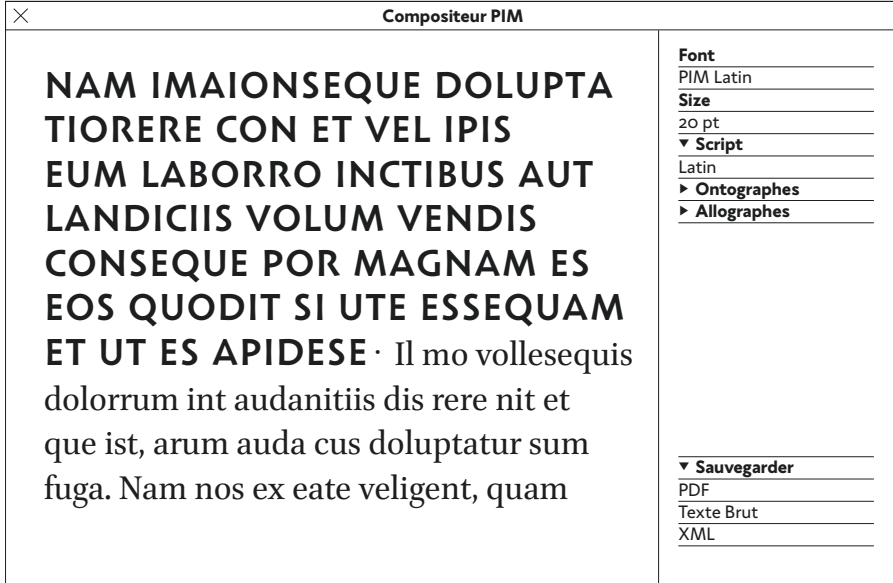 Compositeur PIM
NAM IMAIONSEQUE DOLUPTA
TIORERE CON ET VEL IPIS
EUM LABORRO INCTIBUS AUT
LANDICIIS VOLUM VENDIS
CONSEQUE POR MAGNAM ES
EOS QUODIT SI UTE ESSEQUAM
ET UT ES APIDESE · Il mo vollesequis
dolorrum int audanitiis dis rere nit et
que ist, arum auda cus doluptatur sum
fuga. Nam nos ex eate veligent, quam
Font
PIM Latin
Size
20 pt
▼ Script
Latin
▶ Ontographes
▶ Allographes
▼ Sauvegarder
PDF
Texte Brut
XML